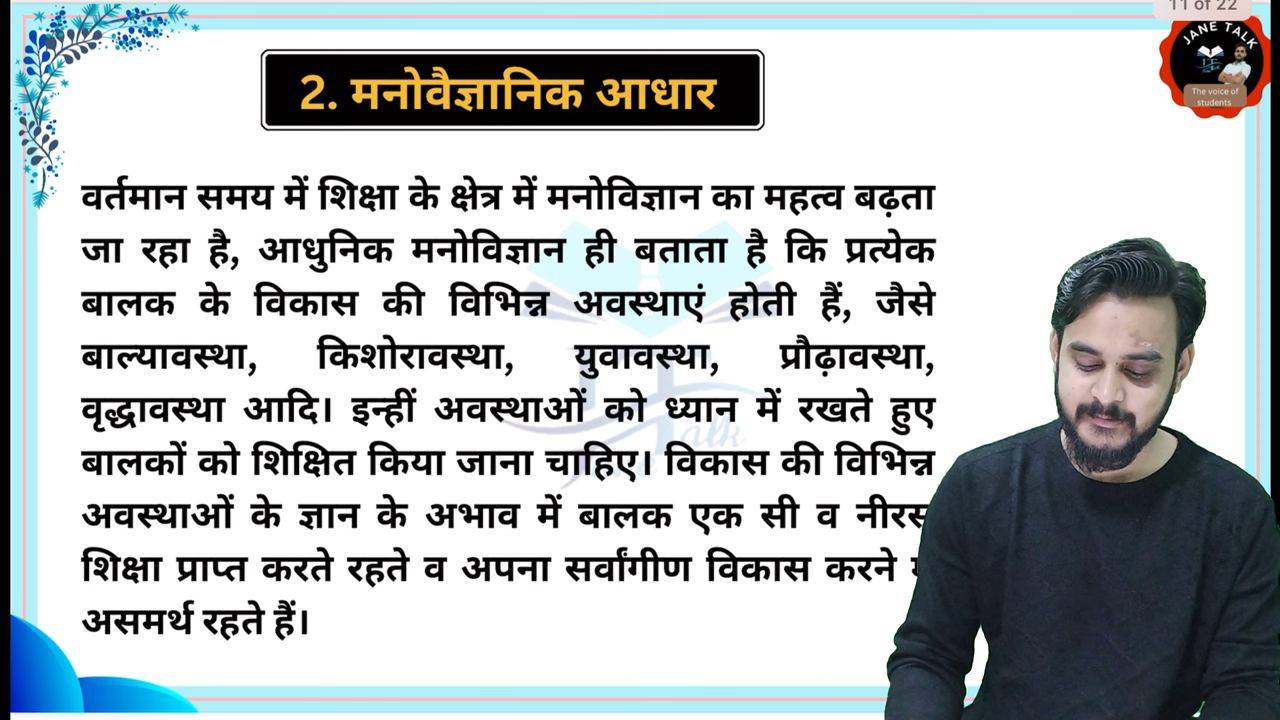 11 of 22
JANE TALK
The voice of
students
2. मनोवैज्ञानिक आधार
वर्तमान समय में शिक्षा के क्षेत्र में मनोविज्ञान का महत्व बढ़ता
जा रहा है, आधुनिक मनोविज्ञान ही बताता है कि प्रत्येक
बालक के विकास की विभिन्न अवस्थाएं होती हैं, जैसे
बाल्यावस्था, किशोरावस्था, युवावस्था, प्रौढ़ावस्था,
वृद्धावस्था आदि। इन्हीं अवस्थाओं को ध्यान में रखते हुए
बालकों को शिक्षित किया जाना चाहिए। विकास की विभिन्न
अवस्थाओं के ज्ञान के अभाव में बालक एक सी व नीरस
शिक्षा प्राप्त करते रहते व अपना सर्वांगीण विकास करने
असमर्थ रहते हैं।